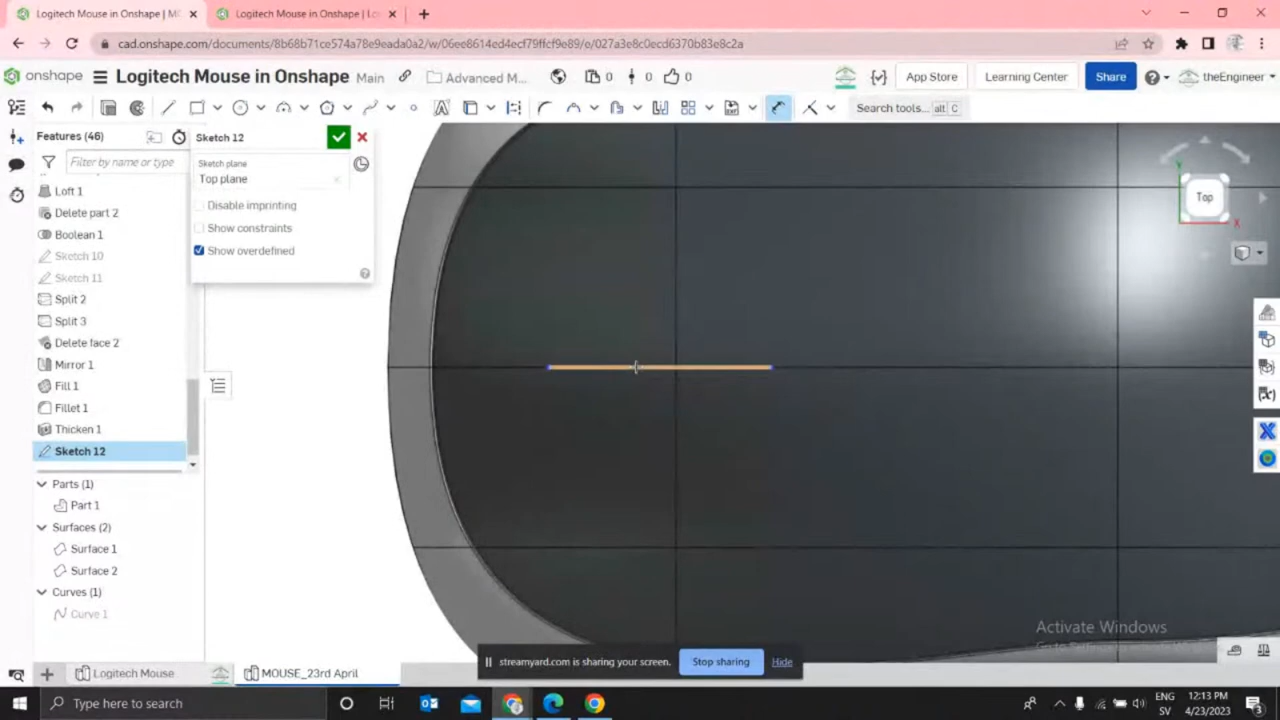 Logitech Mouse in Onshape | M
Logitech Mouse in Onshape | Lo
cad.onshape.com/documents/8b68b71ce574a78e9eada0a2/w/06ee8614ed4ecf79ffcf9e89/e/027a3e8c0ecd6370b83e8c2a
onshape
Logitech Mouse in Onshape
Main
Advanced M...
0
0
0
App Store
Learning Center
Share
theEngineer
Search tools...
alt C
Features (46)
Filter by name or type
Loft 1
Delete part 2
Boolean 1
Sketch 10
Sketch 11
Split 2
Split 3
Delete face 2
Mirror 1
Fill 1
Fillet 1
Thicken 1
Sketch 12
Parts (1)
Part 1
Surfaces (2)
Surface 1
Surface 2
Curves (1)
Curve 1
Sketch 12
Sketch plane
Top plane
Disable imprinting
Show constraints
Show overdefined
Y
Top
X
Activate Windows
streamyard.com is sharing your screen.
Stop sharing
Hide
Logitech Mouse
MOUSE_23rd April
Type here to search
ENG
SV
12:13 PM
4/23/2023
3